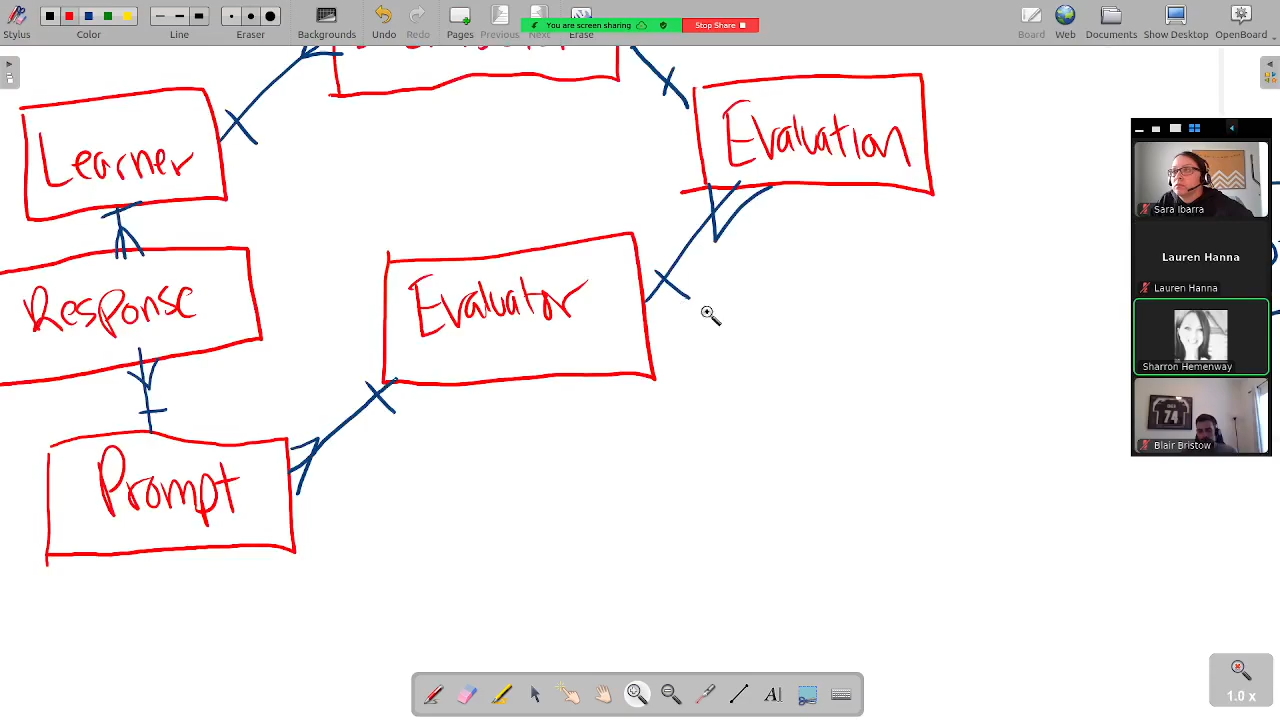 Stylus
Color
Line
Eraser
Backgrounds
Undo
Redo
Pages
Previous
Next
Erase
You are screen sharing
Stop Share
Board
Web
Documents
Show Desktop
OpenBoard
Learner
Evaluation
Response
Evaluator
Prompt
Sara Ibarra
Lauren Hanna
Lauren Hanna
Sharron Hemenway
74
Blair Bristow
1.0 x